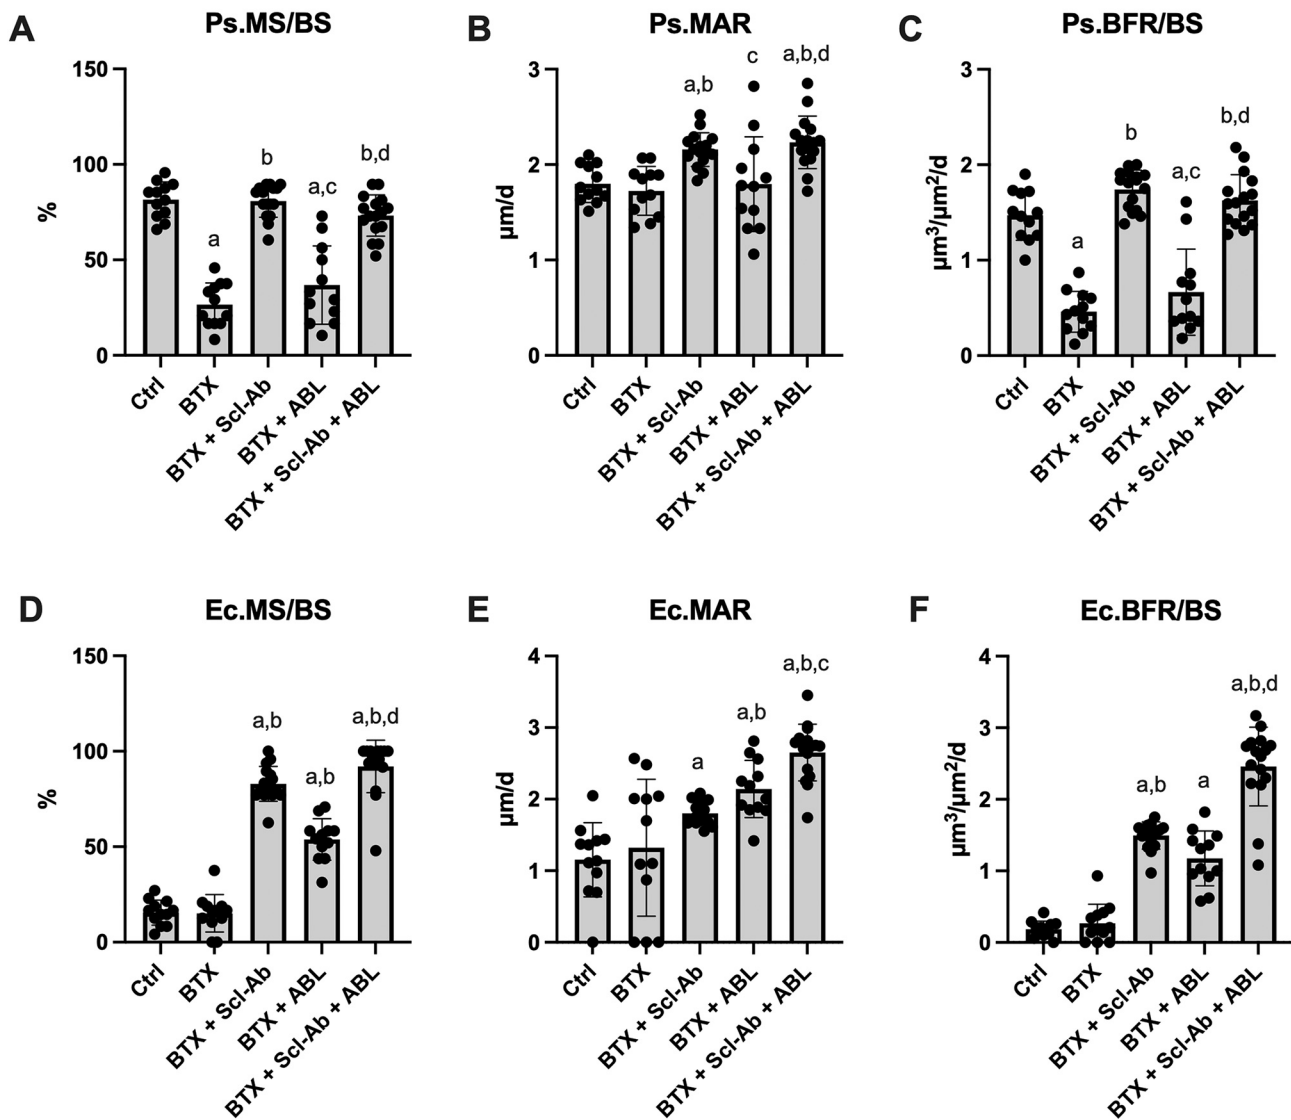 A
Ps.MS/BS
150
100
50
0
%
a
b
a,c
b,d
Ctrl
BTX
BTX + Scl-Ab
BTX + ABL
BTX + Scl-Ab + ABL
B
Ps.MAR
3
2
1
0
µm/d
a,b
c
a,b,d
Ctrl
BTX
BTX + Scl-Ab
BTX + ABL
BTX + Scl-Ab + ABL
C
Ps.BFR/BS
3
2
1
0
µm³/µm²/d
a
b
a,c
b,d
Ctrl
BTX
BTX + Scl-Ab
BTX + ABL
BTX + Scl-Ab + ABL
D
Ec.MS/BS
150
100
50
0
%
a,b
a,b
a,b,d
Ctrl
BTX
BTX + Scl-Ab
BTX + ABL
BTX + Scl-Ab + ABL
E
Ec.MAR
4
3
2
1
0
µm/d
a
a,b
a,b,c
Ctrl
BTX
BTX + Scl-Ab
BTX + ABL
BTX + Scl-Ab + ABL
F
Ec.BFR/BS
4
3
2
1
0
µm³/µm²/d
a,b
a
a,b,d
Ctrl
BTX
BTX + Scl-Ab
BTX + ABL
BTX + Scl-Ab + ABL